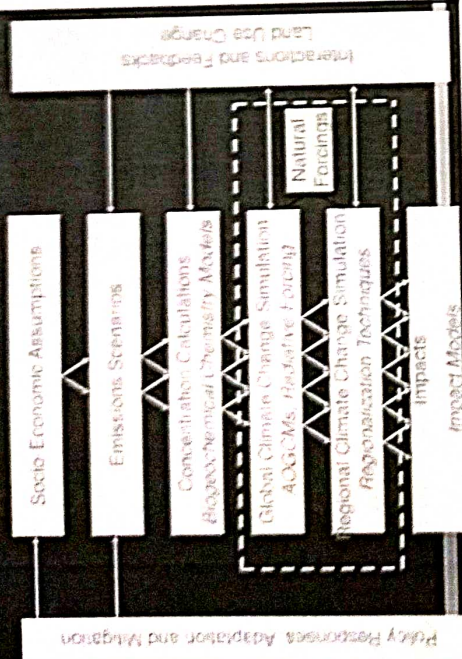 Socio Economic Assumptions
Emissions Scenarios
Concentration Calculations
Biogeochemical Chemistry Models
Global Climate Change Simulation
AOGCMs, Radiative Forcing
Natural
Forcings
Regional Climate Change Simulation
Regionalization Techniques
Impacts
Impact Models
Interactions and Feedbacks
Land Use Change
Policy Responses Adaptation and Mitigation